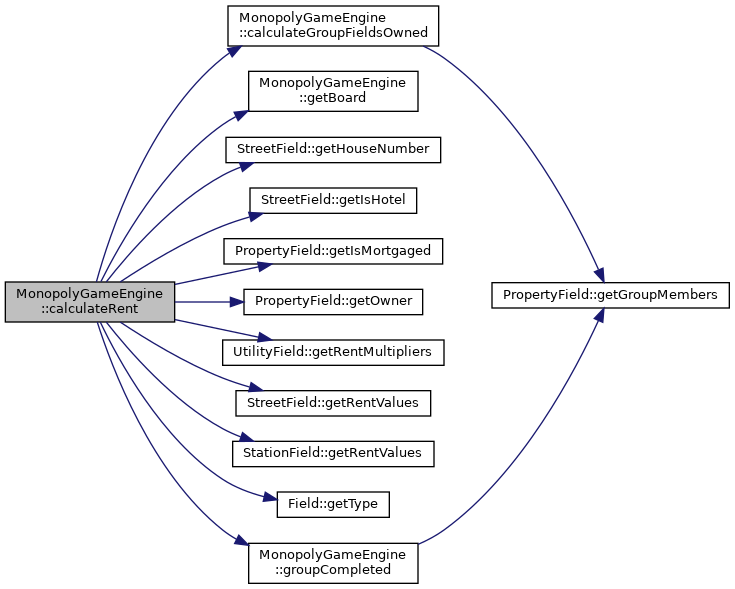 MonopolyGameEngine
::calculateRent
MonopolyGameEngine
::calculateGroupFieldsOwned
MonopolyGameEngine
::getBoard
StreetField::getHouseNumber
StreetField::getIsHotel
PropertyField::getIsMortgaged
PropertyField::getOwner
UtilityField::getRentMultipliers
StreetField::getRentValues
StationField::getRentValues
Field::getType
MonopolyGameEngine
::groupCompleted
PropertyField::getGroupMembers